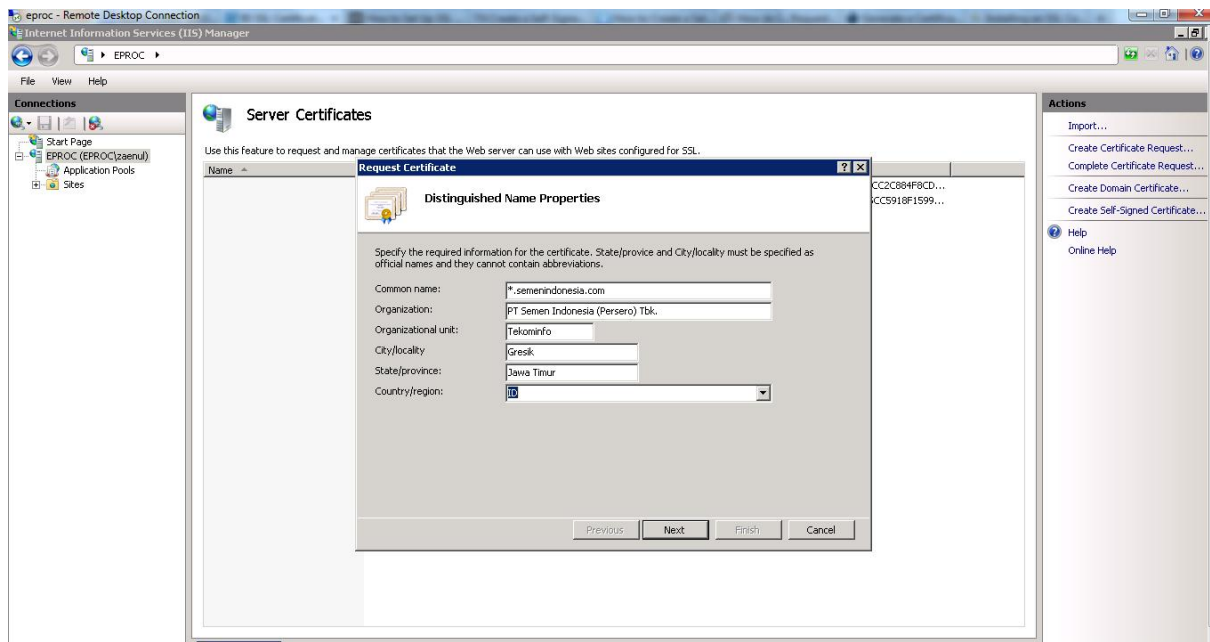 eproc - Remote Desktop Connection
Internet Information Services (IIS) Manager
EPROC
File View Help
Connections
Start Page
EPROC (EPROC\zaenul)
Application Pools
Sites
Server Certificates
Use this feature to request and manage certificates that the Web server can use with Web sites configured for SSL.
Name
CC2C884F8CD...
CC5918F1599...
Request Certificate
Distinguished Name Properties
Specify the required information for the certificate. State/provice and City/locality must be specified as
official names and they cannot contain abbreviations.
Common name: *.semenindonesia.com
Organization: PT Semen Indonesia (Persero) Tbk.
Organizational unit: Tekominfo
City/locality Gresik
State/province: Jawa Timur
Country/region: ID
Previous Next Finish Cancel
Actions
Import...
Create Certificate Request...
Complete Certificate Request...
Create Domain Certificate...
Create Self-Signed Certificate...
Help
Online Help